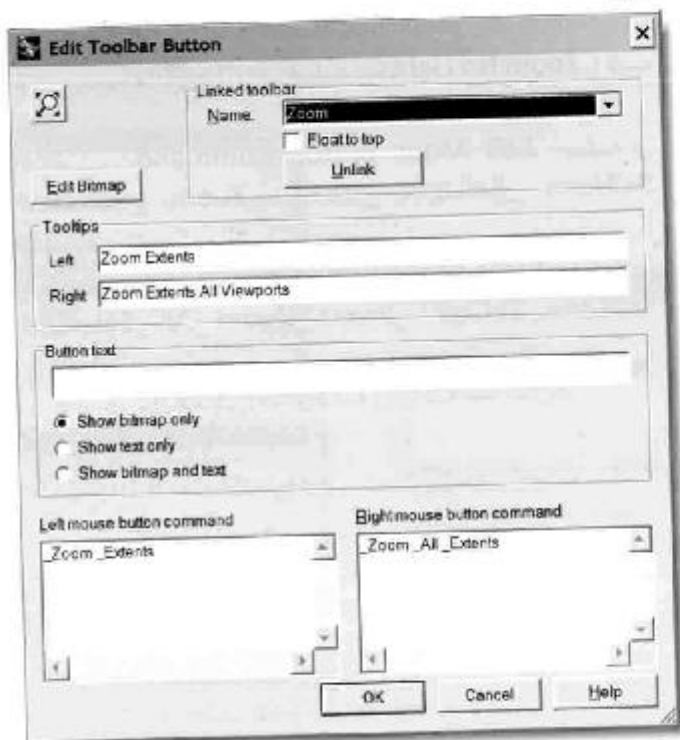 Edit Toolbar Button
Linked toolbar
Name: Zoom
Float to top
Unlink
Edit Bitmap
Tooltips
Left Zoom Extents
Right Zoom Extents All Viewports
Button text
Show bitmap only
Show text only
Show bitmap and text
Left mouse button command
_Zoom _Extents
Right mouse button command
_Zoom _All _Extents
OK Cancel Help